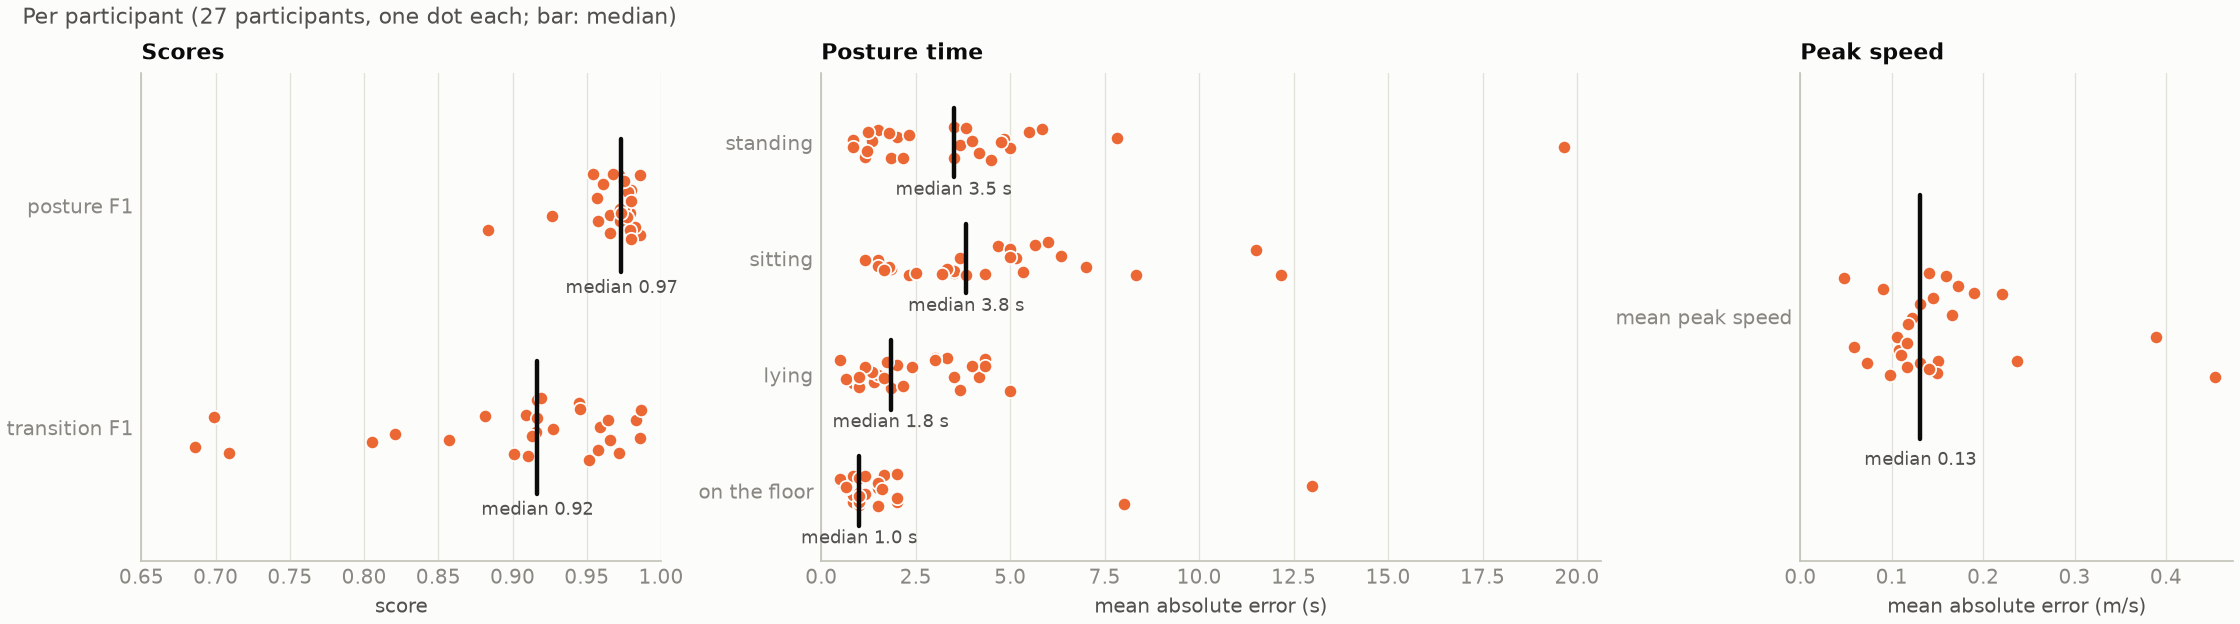 Per participant (27 participants, one dot each; bar: median)
Scores
posture F1
median 0.97
transition F1
median 0.92
0.65 0.70 0.75 0.80 0.85 0.90 0.95 1.00
score
Posture time
standing
median 3.5 s
sitting
median 3.8 s
lying
median 1.8 s
on the floor
median 1.0 s
0.0 2.5 5.0 7.5 10.0 12.5 15.0 17.5 20.0
mean absolute error (s)
Peak speed
mean peak speed
median 0.13
0.0 0.1 0.2 0.3 0.4
mean absolute error (m/s)